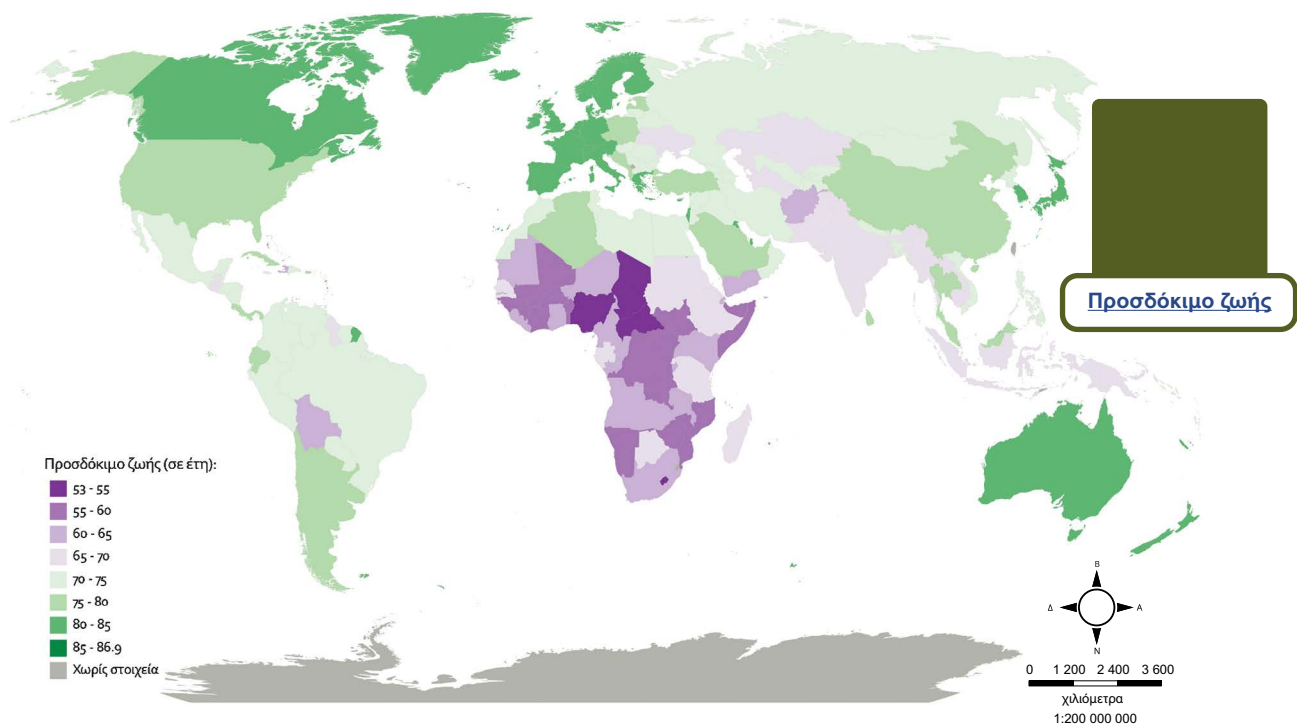 Προσδόκιμο ζωής
Προσδόκιμο ζωής (σε έτη):
53 - 55
55 - 60
60 - 65
65 - 70
70 - 75
75 - 80
80 - 85
85 - 86.9
Χωρίς στοιχεία
Β
Δ
Α
Ν
0 1 200 2 400 3 600
χιλιόμετρα
1:200 000 000